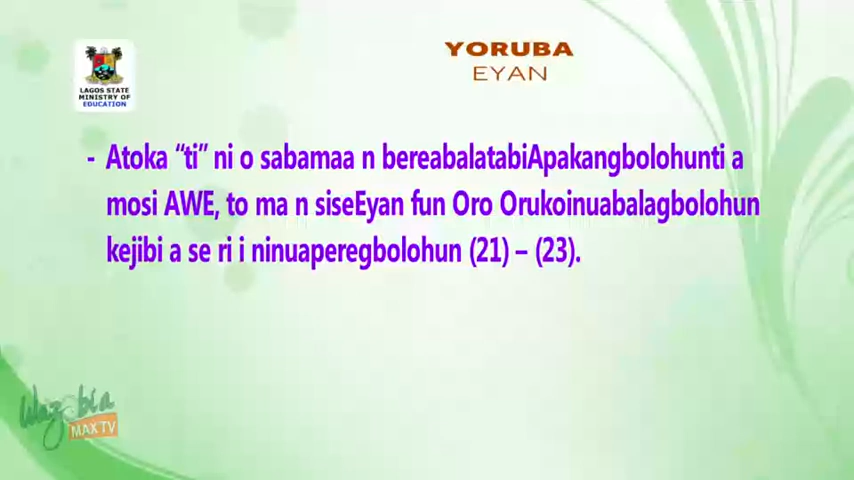 YORUBA
EYAN
LAGOS STATE
MINISTRY OF
EDUCATION
- Atoka “ti” ni o sabamaa n bereabalatabiApakangbolohunti a
mosi AWE, to ma n siseEyan fun Oro Orukoinuabalagbolohun
kejibi a se ri i ninuaperegbolohun (21) – (23).
Wazobia
MAX TV